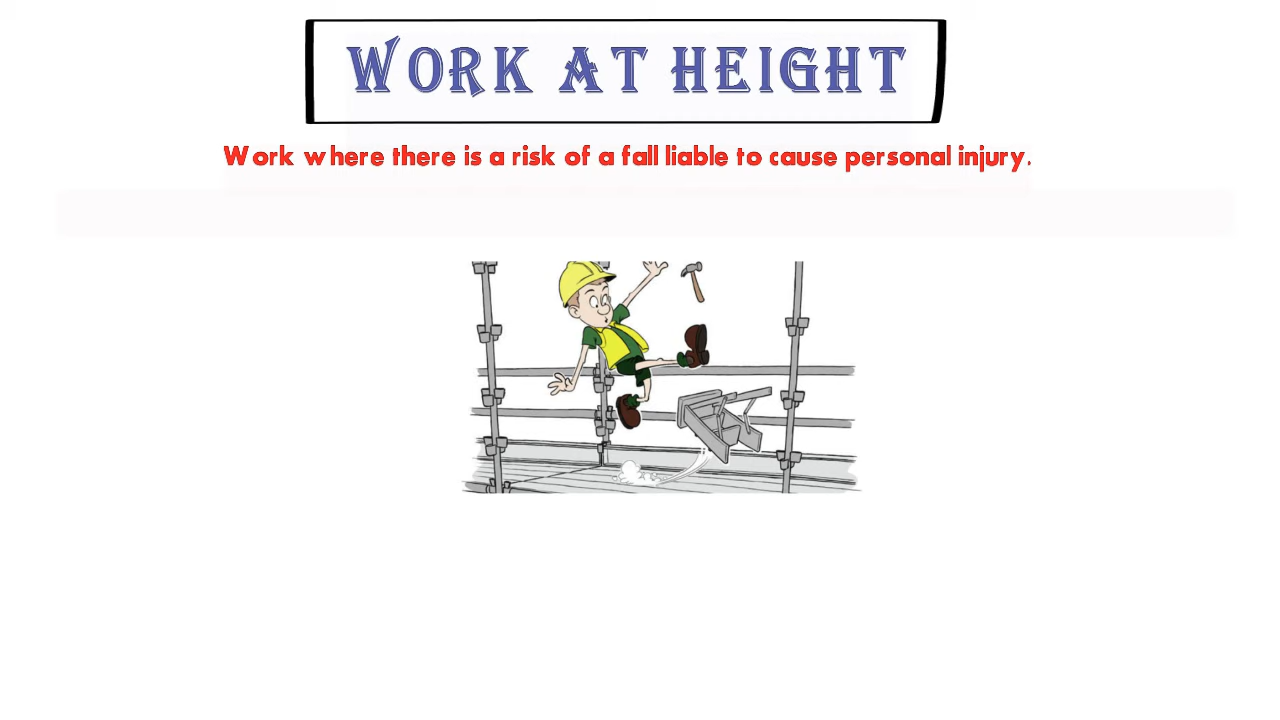 WORK AT HEIGHT
Work where there is a risk of a fall liable to cause personal injury.